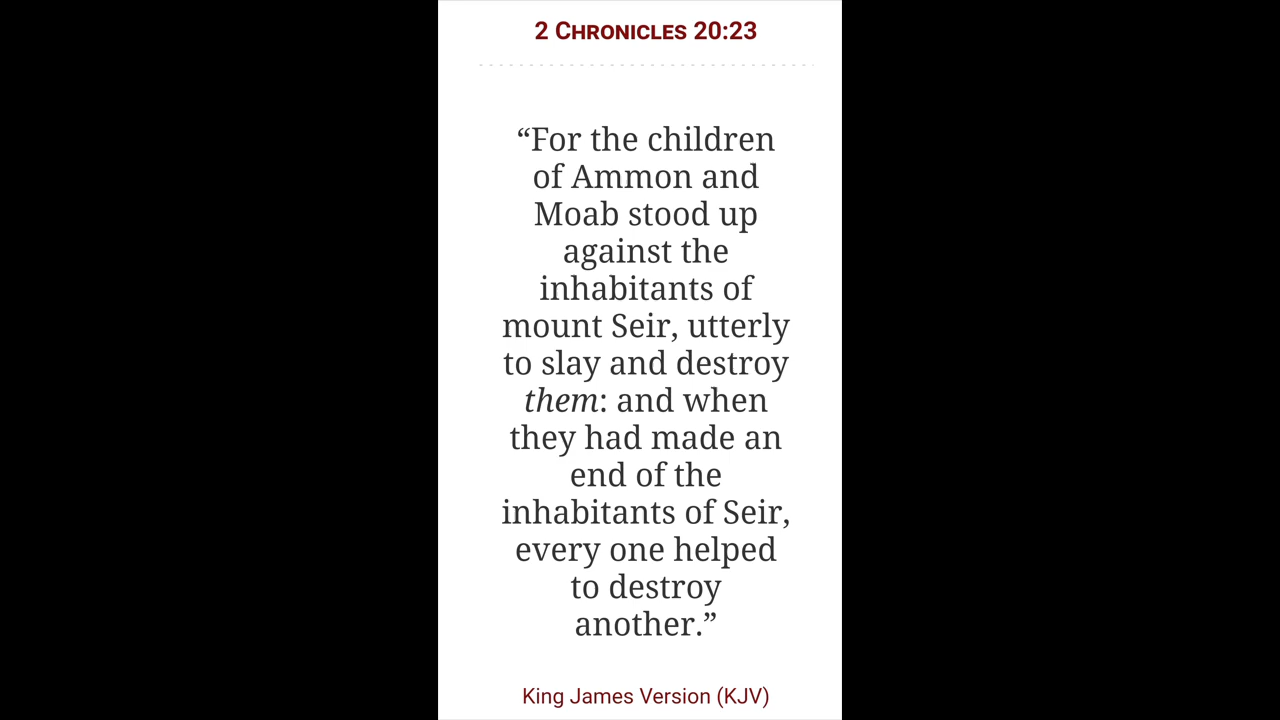 2 Chronicles 20:23
“For the children
of Ammon and
Moab stood up
against the
inhabitants of
mount Seir, utterly
to slay and destroy
them: and when
they had made an
end of the
inhabitants of Seir,
every one helped
to destroy
another.”
King James Version (KJV)